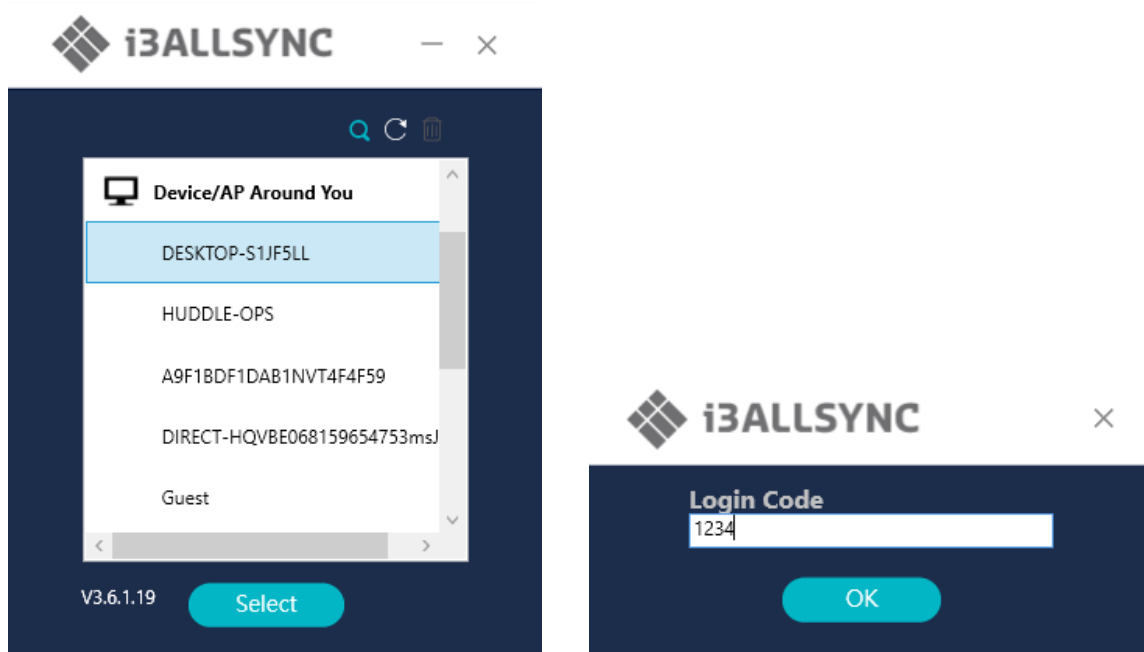 i3ALLSYNC
Device/AP Around You
DESKTOP-S1JF5LL
HUDDLE-OPS
A9F1BDF1DAB1NVT4F4F59
DIRECT-HQVBE068159654753msJ
Guest
V3.6.1.19
Select
i3ALLSYNC
Login Code
1234
OK